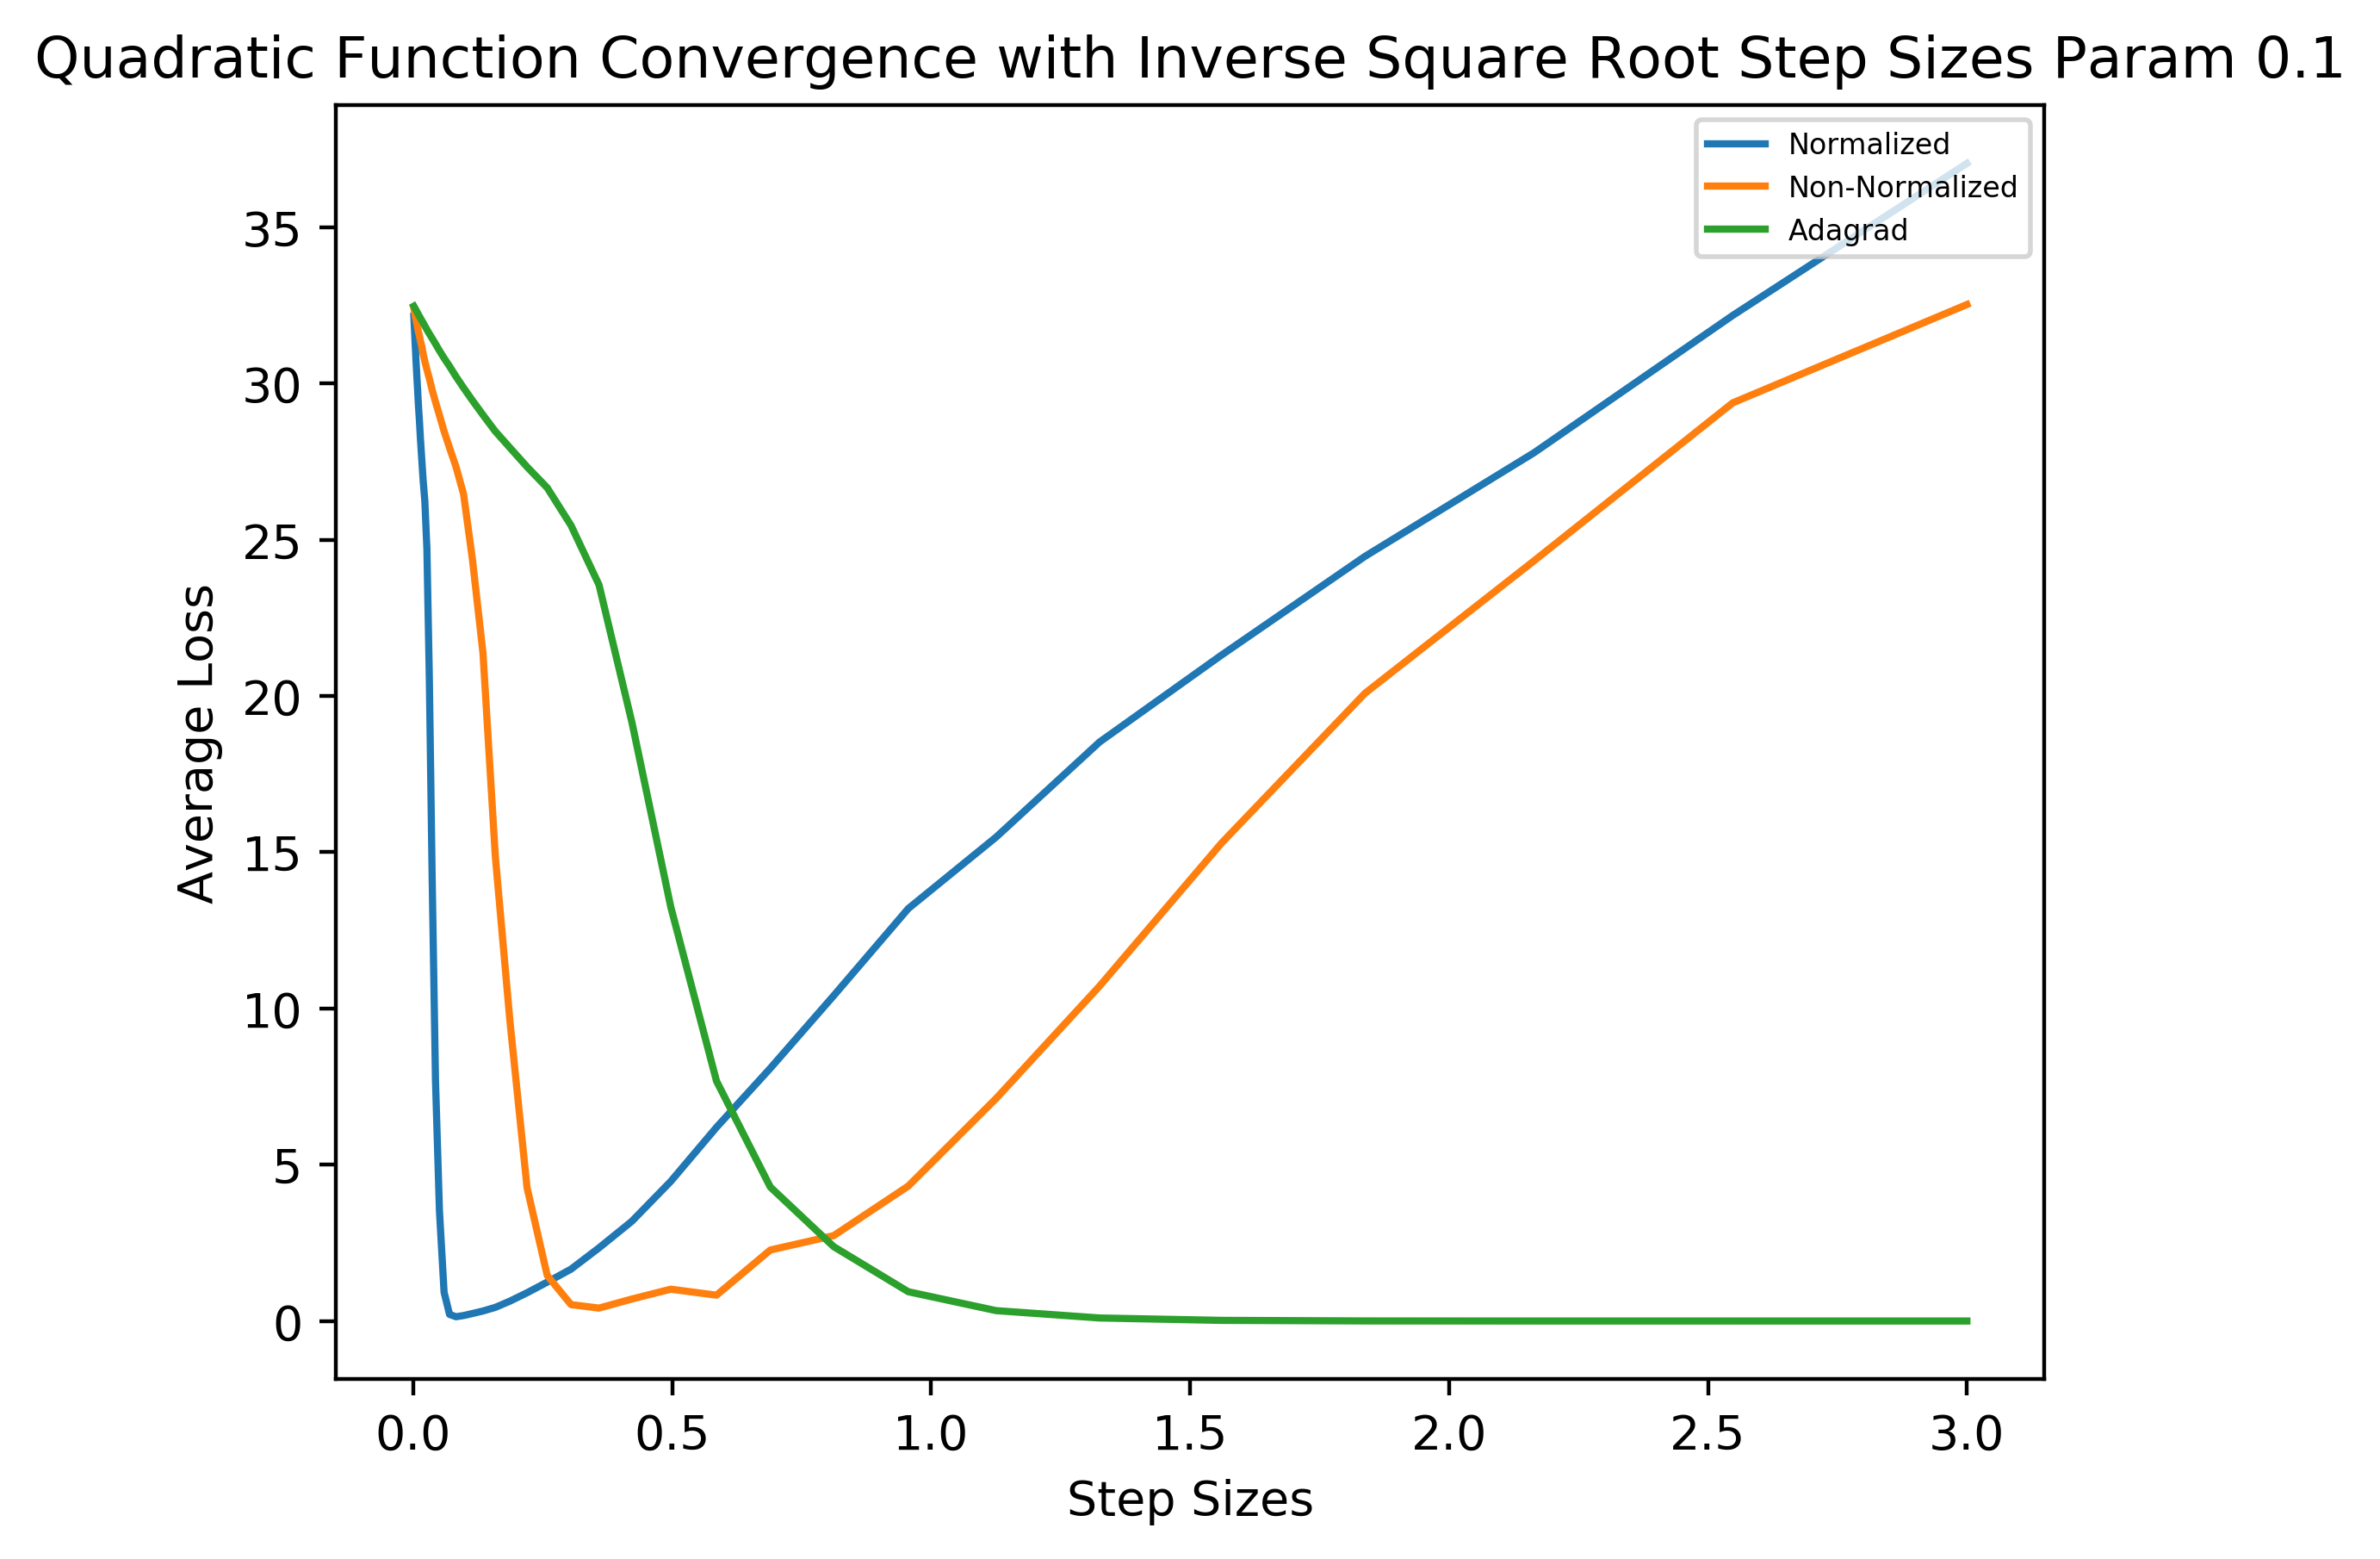 Quadratic Function Convergence with Inverse Square Root Step Sizes Param 0.1
Normalized
Non-Normalized
Adagrad
35
30
25
20
15
10
5
0
Average Loss
0.0 0.5 1.0 1.5 2.0 2.5 3.0
Step Sizes